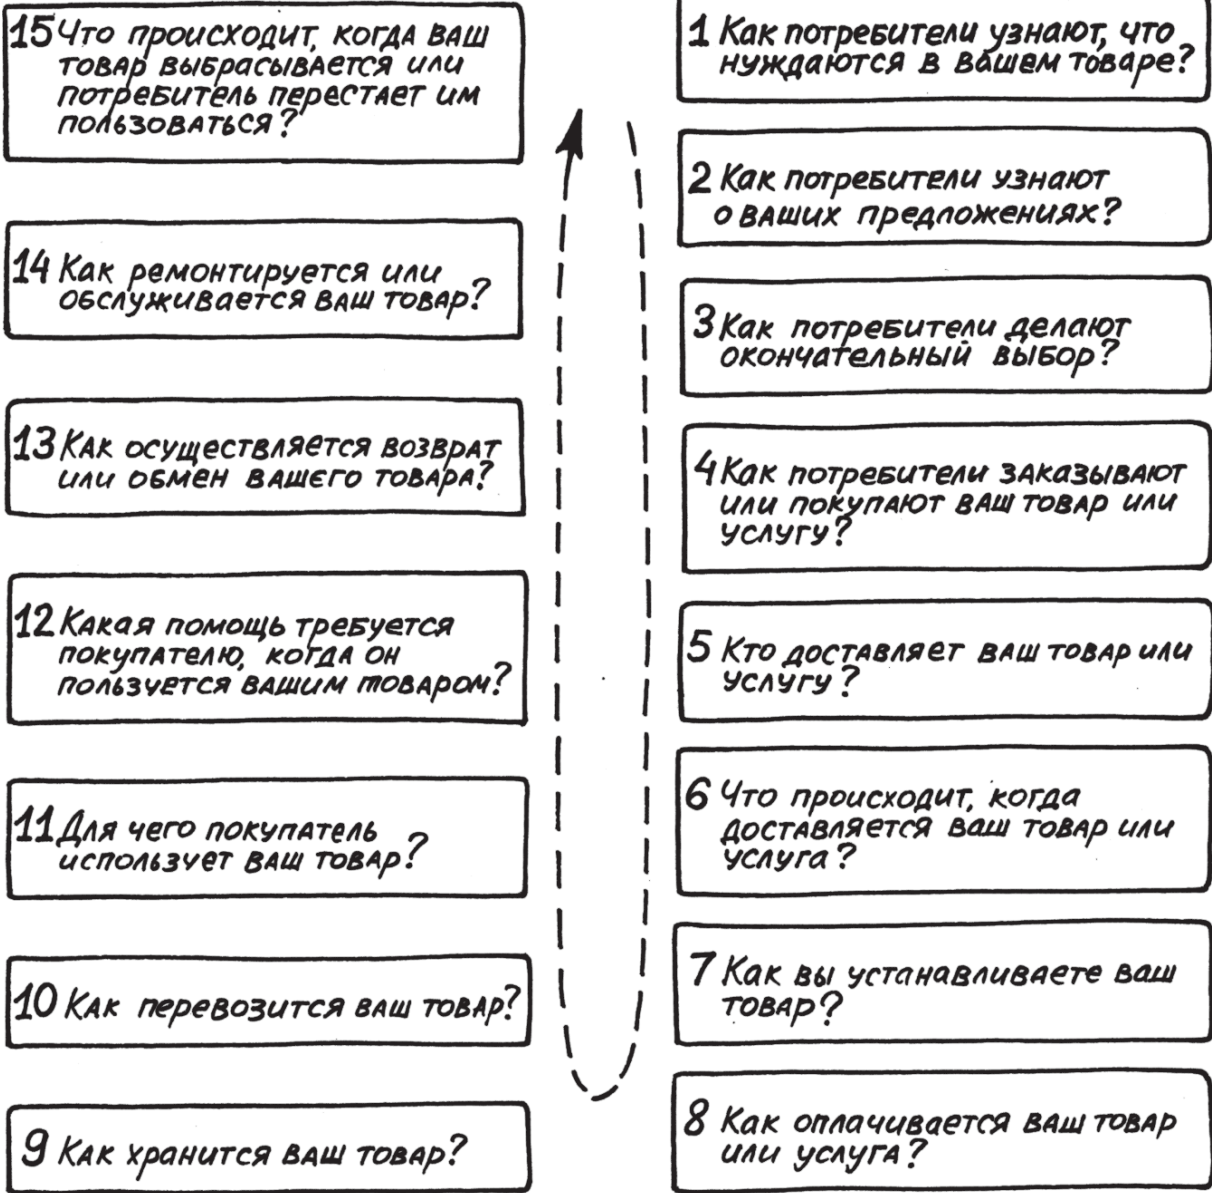 1 Как потребители узнают, что
нуждаются в вашем товаре?
2 Как потребители узнают
о ваших предложениях?
3 Как потребители делают
окончательный выбор?
4 Как потребители заказывают
или покупают ваш товар или
услугу?
5 Кто доставляет ваш товар или
услугу?
6 Что происходит, когда
доставляется ваш товар или
услуга?
7 Как вы устанавливаете ваш
товар?
8 Как оплачивается ваш товар
или услуга?
9 Как хранится ваш товар?
10 Как перевозится ваш товар?
11 Для чего покупатель
использует ваш товар?
12 Какая помощь требуется
покупателю, когда он
пользуется вашим товаром?
13 Как осуществляется возврат
или обмен вашего товара?
14 Как ремонтируется или
обслуживается ваш товар?
15 Что происходит, когда ваш
товар выбрасывается или
потребитель перестает им
пользоваться?